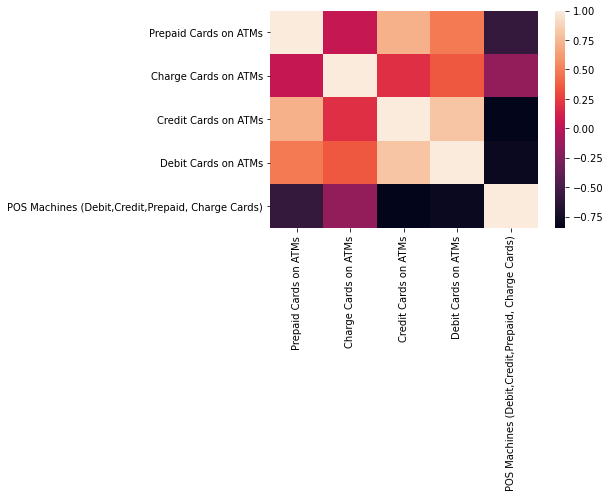 Prepaid Cards on ATMs
Charge Cards on ATMs
Credit Cards on ATMs
Debit Cards on ATMs
POS Machines (Debit,Credit,Prepaid, Charge Cards)
Prepaid Cards on ATMs
Charge Cards on ATMs
Credit Cards on ATMs
Debit Cards on ATMs
POS Machines (Debit,Credit,Prepaid, Charge Cards)
1.00
0.75
0.50
0.25
0.00
−0.25
−0.50
−0.75